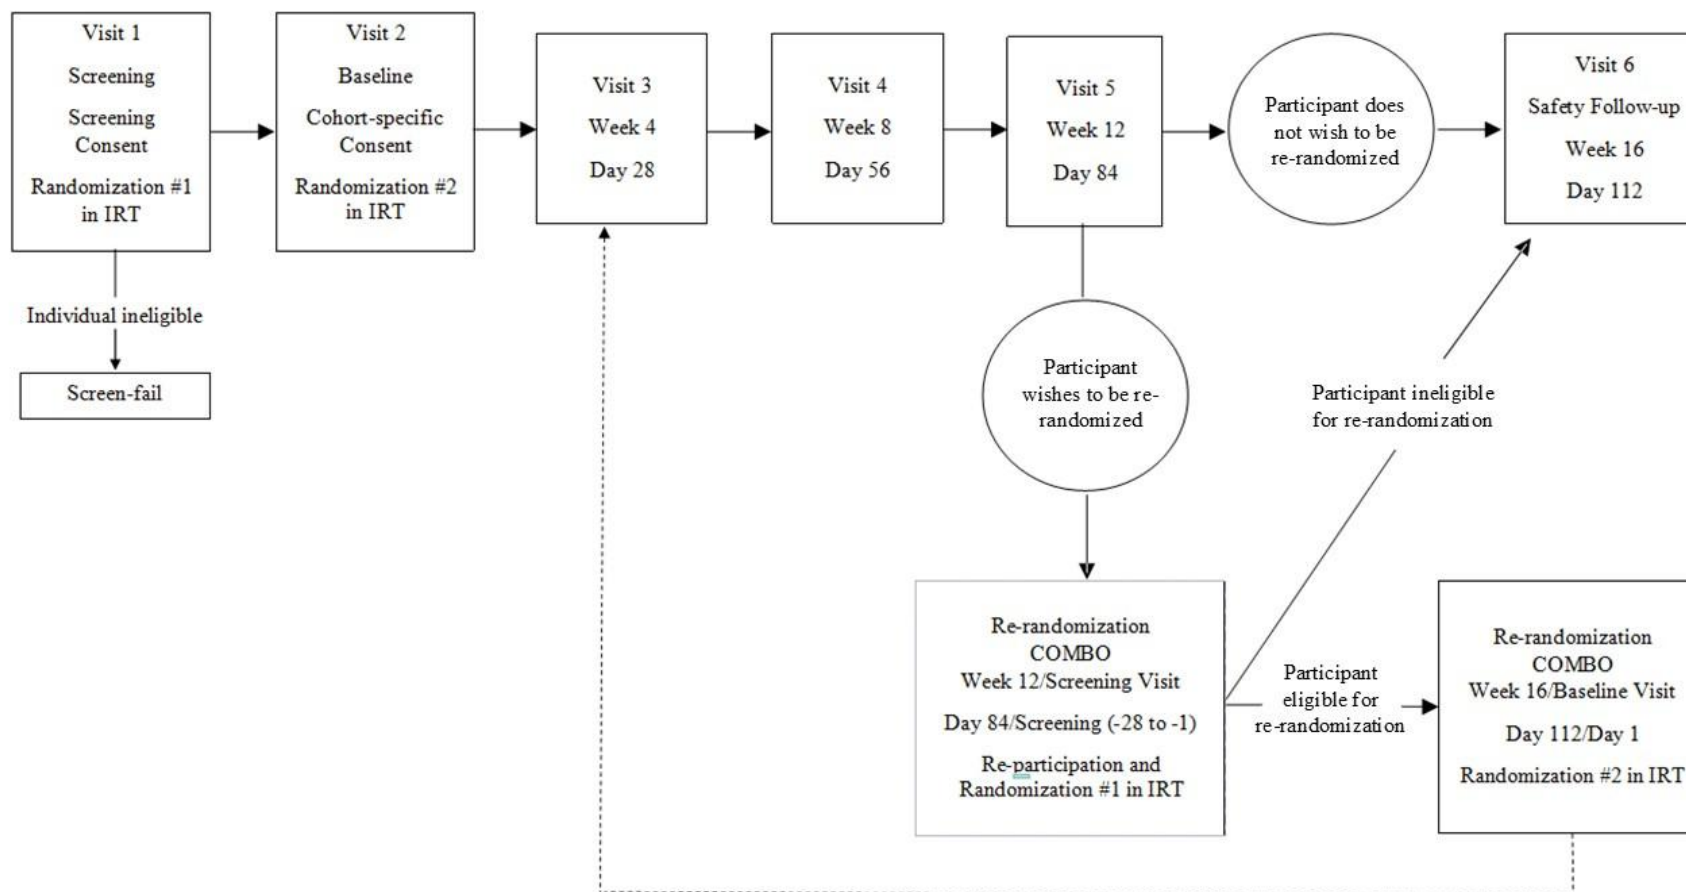 Visit 1
Screening
Screening
Consent
Randomization #1
in IRT
Visit 2
Baseline
Cohort-specific
Consent
Randomization #2
in IRT
Visit 3
Week 4
Day 28
Visit 4
Week 8
Day 56
Visit 5
Week 12
Day 84
Participant does
not wish to be
re-randomized
Visit 6
Safety Follow-up
Week 16
Day 112
Individual ineligible
Screen-fail
Participant
wishes to be re-
randomized
Participant ineligible
for re-randomization
Re-randomization
COMBO
Week 12/Screening Visit
Day 84/Screening (-28 to -1)
Re-participation and
Randomization #1 in IRT
Participant
eligible for
re-randomization
Re-randomization
COMBO
Week 16/Baseline Visit
Day 112/Day 1
Randomization #2 in IRT